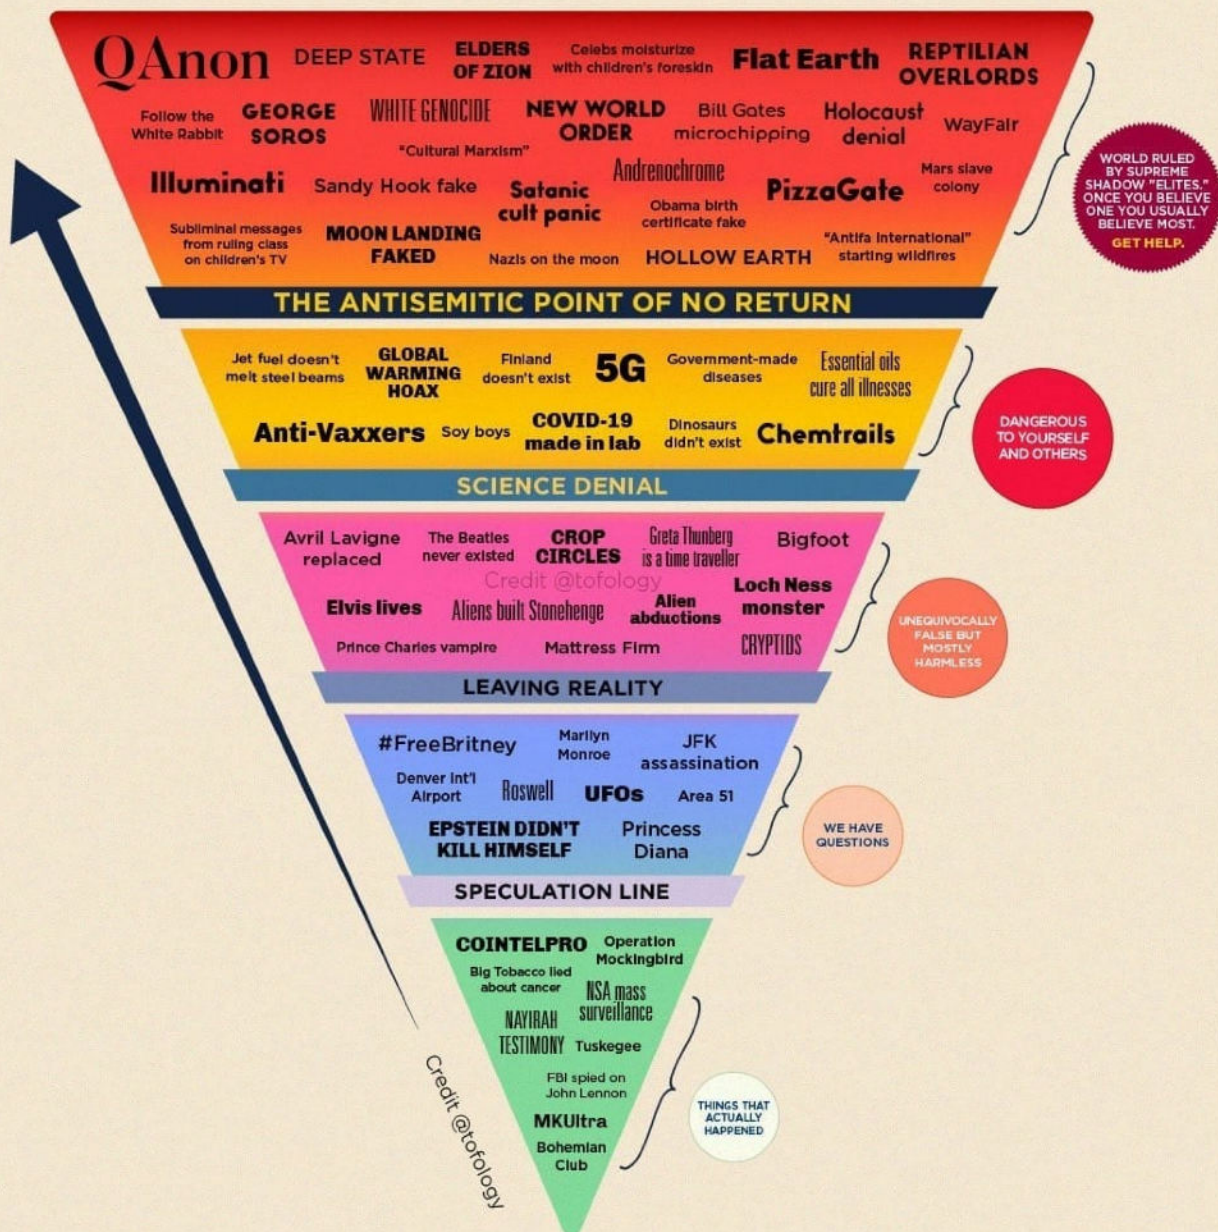 QAnon DEEP STATE ELDERS OF ZION Celebs moisturize with children's foreskin Flat Earth REPTILIAN OVERLORDS
Follow the White Rabbit GEORGE SOROS WHITE GENOCIDE NEW WORLD ORDER Bill Gates microchipping Holocaust denial WayFair
"Cultural Marxism"
Illuminati Sandy Hook fake Satanic cult panic Andrenochrome Obama birth certificate fake PizzaGate Mars slave colony
Subliminal messages from ruling class on children's TV MOON LANDING FAKED Nazis on the moon HOLLOW EARTH "Antifa International" starting wildfires
WORLD RULED
BY SUPREME
SHADOW "ELITES."
ONCE YOU BELIEVE
ONE YOU USUALLY
BELIEVE MOST.
GET HELP.
THE ANTISEMITIC POINT OF NO RETURN
Jet fuel doesn't melt steel beams GLOBAL WARMING HOAX Finland doesn't exist 5G Government-made diseases Essential oils cure all illnesses
Anti-Vaxxers Soy boys COVID-19 made in lab Dinosaurs didn't exist Chemtrails
DANGEROUS
TO YOURSELF
AND OTHERS
SCIENCE DENIAL
Avril Lavigne replaced The Beatles never existed CROP CIRCLES Greta Thunberg is a time traveller Bigfoot
Credit @tofology
Elvis lives Aliens built Stonehenge Alien abductions Loch Ness monster
Prince Charles vampire Mattress Firm CRYPTIDS
UNEQUIVOCALLY
FALSE BUT
MOSTLY
HARMLESS
LEAVING REALITY
#FreeBritney Marilyn Monroe JFK assassination
Denver Int'l Airport Roswell UFOs Area 51
EPSTEIN DIDN'T KILL HIMSELF Princess Diana
WE HAVE
QUESTIONS
SPECULATION LINE
COINTELPRO Operation Mockingbird
Big Tobacco lied about cancer NSA mass surveillance
NAYIRAH TESTIMONY Tuskegee
FBI spied on
John Lennon
MKUltra
Bohemian
Club
THINGS THAT
ACTUALLY
HAPPENED
Credit @tofology